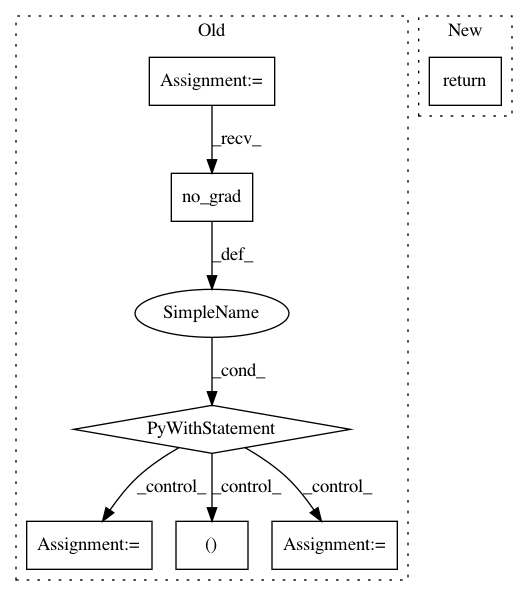 Old
New
Assignment:=
return
_recv_
no_grad
_def_
SimpleName
_cond_
PyWithStatement
_control_
_control_
_control_
Assignment:=
()
Assignment:=